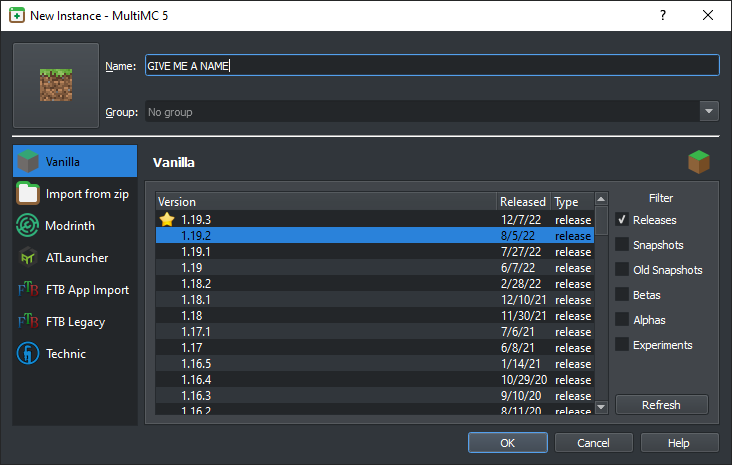 New Instance - MultiMC 5
Name: GIVE ME A NAME
Group: No group
Vanilla
Import from zip
Modrinth
ATLauncher
FTB App Import
FTB Legacy
Technic
Vanilla
Version Released Type
1.19.3 12/7/22 release
1.19.2 8/5/22 release
1.19.1 7/27/22 release
1.19 6/7/22 release
1.18.2 2/28/22 release
1.18.1 12/10/21 release
1.18 11/30/21 release
1.17.1 7/6/21 release
1.17 6/8/21 release
1.16.5 1/14/21 release
1.16.4 10/29/20 release
1.16.3 9/10/20 release
1.16.2 8/11/20 release
Filter
Releases
Snapshots
Old Snapshots
Betas
Alphas
Experiments
Refresh
OK Cancel Help